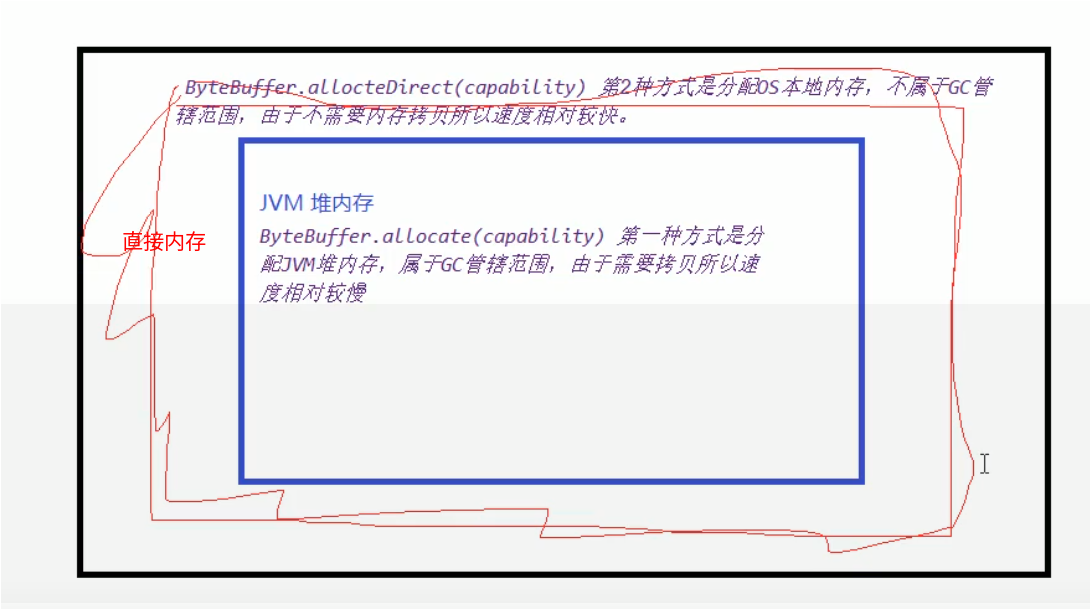 ByteBuffer.allocteDirect(capability) 第2种方式是分配OS本地内存，不属于GC管
辖范围，由于不需要内存拷贝所以速度相对较快。
JVM 堆内存
ByteBuffer.allocate(capability) 第一种方式是分
配JVM堆内存，属于GC管辖范围，由于需要拷贝所以速
度相对较慢
直接内存